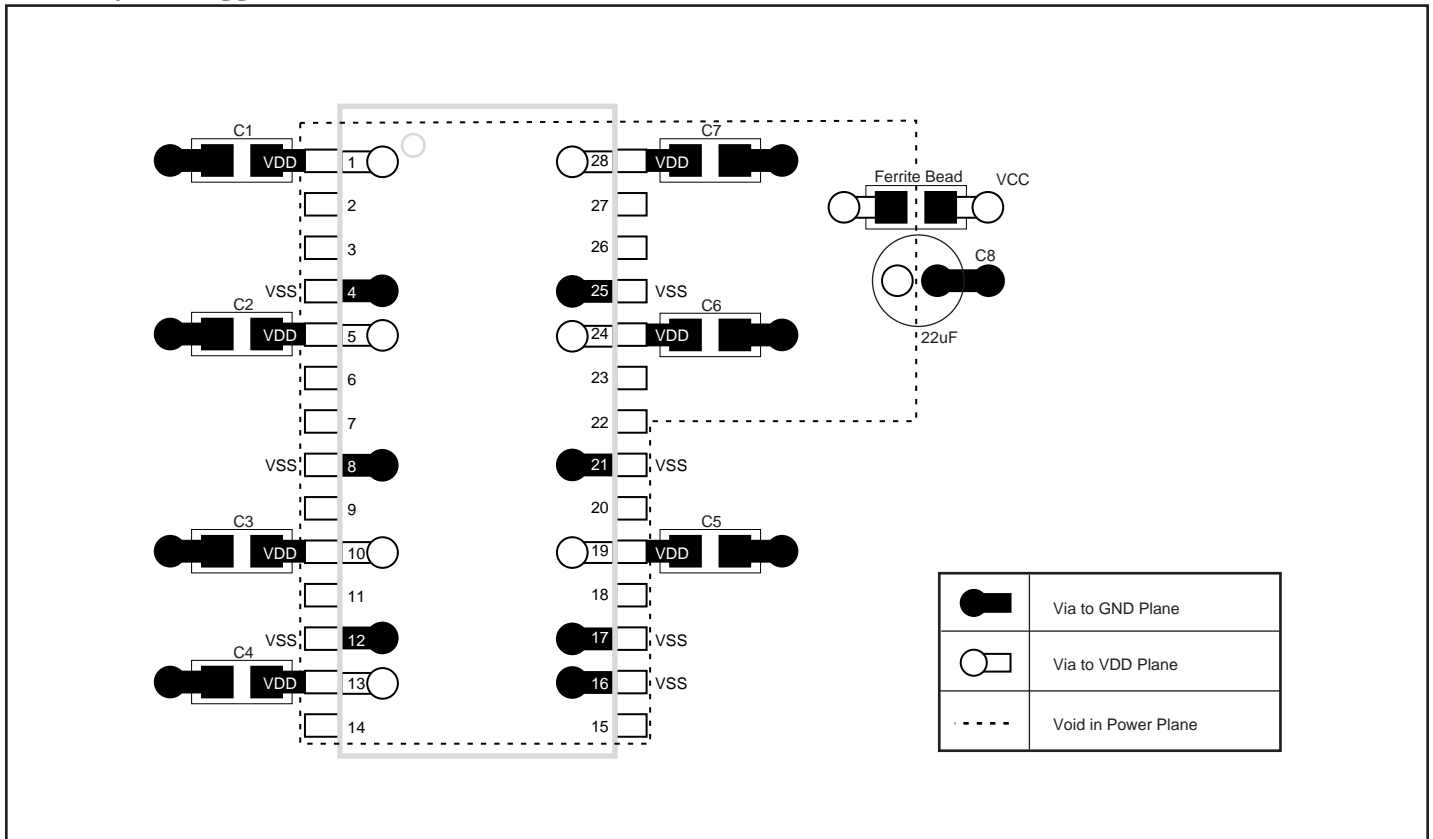 C1
C7
VDD
1
28
VDD
Ferrite Bead
VCC
2
27
3
26
C8
VSS
4
25
VSS
C2
C6
VDD
5
24
VDD
22uF
6
23
7
22
VSS
8
21
VSS
9
20
C3
C5
VDD
10
19
VDD
11
18
VSS
12
17
VSS
C4
VDD
13
16
VSS
14
15
Via to GND Plane
Via to VDD Plane
Void in Power Plane